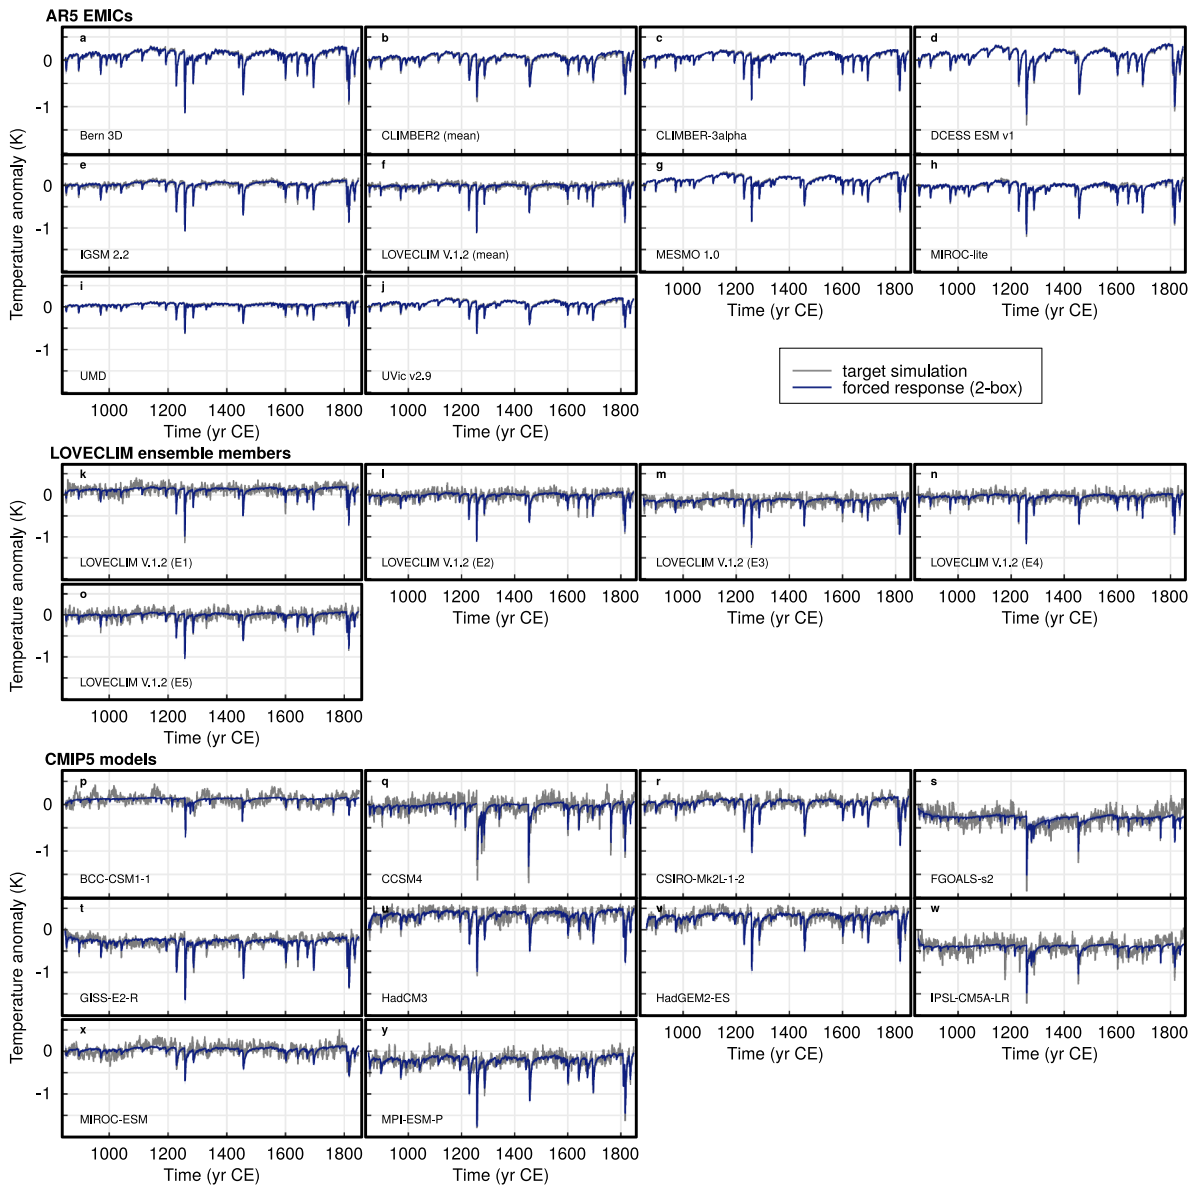 AR5 EMICs
a
b
c
d
0
-1
Bern 3D
CLIMBER2 (mean)
CLIMBER-3alpha
DCESS ESM v1
Temperature anomaly (K)
e
f
g
h
0
IGSM 2.2
LOVECLIM V.1.2 (mean)
MESMO 1.0
MIROC-lite
i
j
1000 1200 1400 1600 1800
1000 1200 1400 1600 1800
0
Time (yr CE)
Time (yr CE)
-1
UMD
UVic v2.9
target simulation
forced response (2-box)
1000 1200 1400 1600 1800
1000 1200 1400 1600 1800
Time (yr CE)
Time (yr CE)
LOVECLIM ensemble members
k
l
m
n
0
-1
LOVECLIM V.1.2 (E1)
LOVECLIM V.1.2 (E2)
LOVECLIM V.1.2 (E3)
LOVECLIM V.1.2 (E4)
Temperature anomaly (K)
o
1000 1200 1400 1600 1800
1000 1200 1400 1600 1800
1000 1200 1400 1600 1800
0
Time (yr CE)
Time (yr CE)
Time (yr CE)
-1
LOVECLIM V.1.2 (E5)
1000 1200 1400 1600 1800
Time (yr CE)
CMIP5 models
p
q
r
s
0
-1
BCC-CSM1-1
CCSM4
CSIRO-Mk2L-1-2
FGOALS-s2
Temperature anomaly (K)
t
u
v
w
0
-1
GISS-E2-R
HadCM3
HadGEM2-ES
IPSL-CM5A-LR
x
y
1000 1200 1400 1600 1800
1000 1200 1400 1600 1800
0
Time (yr CE)
Time (yr CE)
-1
MIROC-ESM
MPI-ESM-P
1000 1200 1400 1600 1800
1000 1200 1400 1600 1800
Time (yr CE)
Time (yr CE)